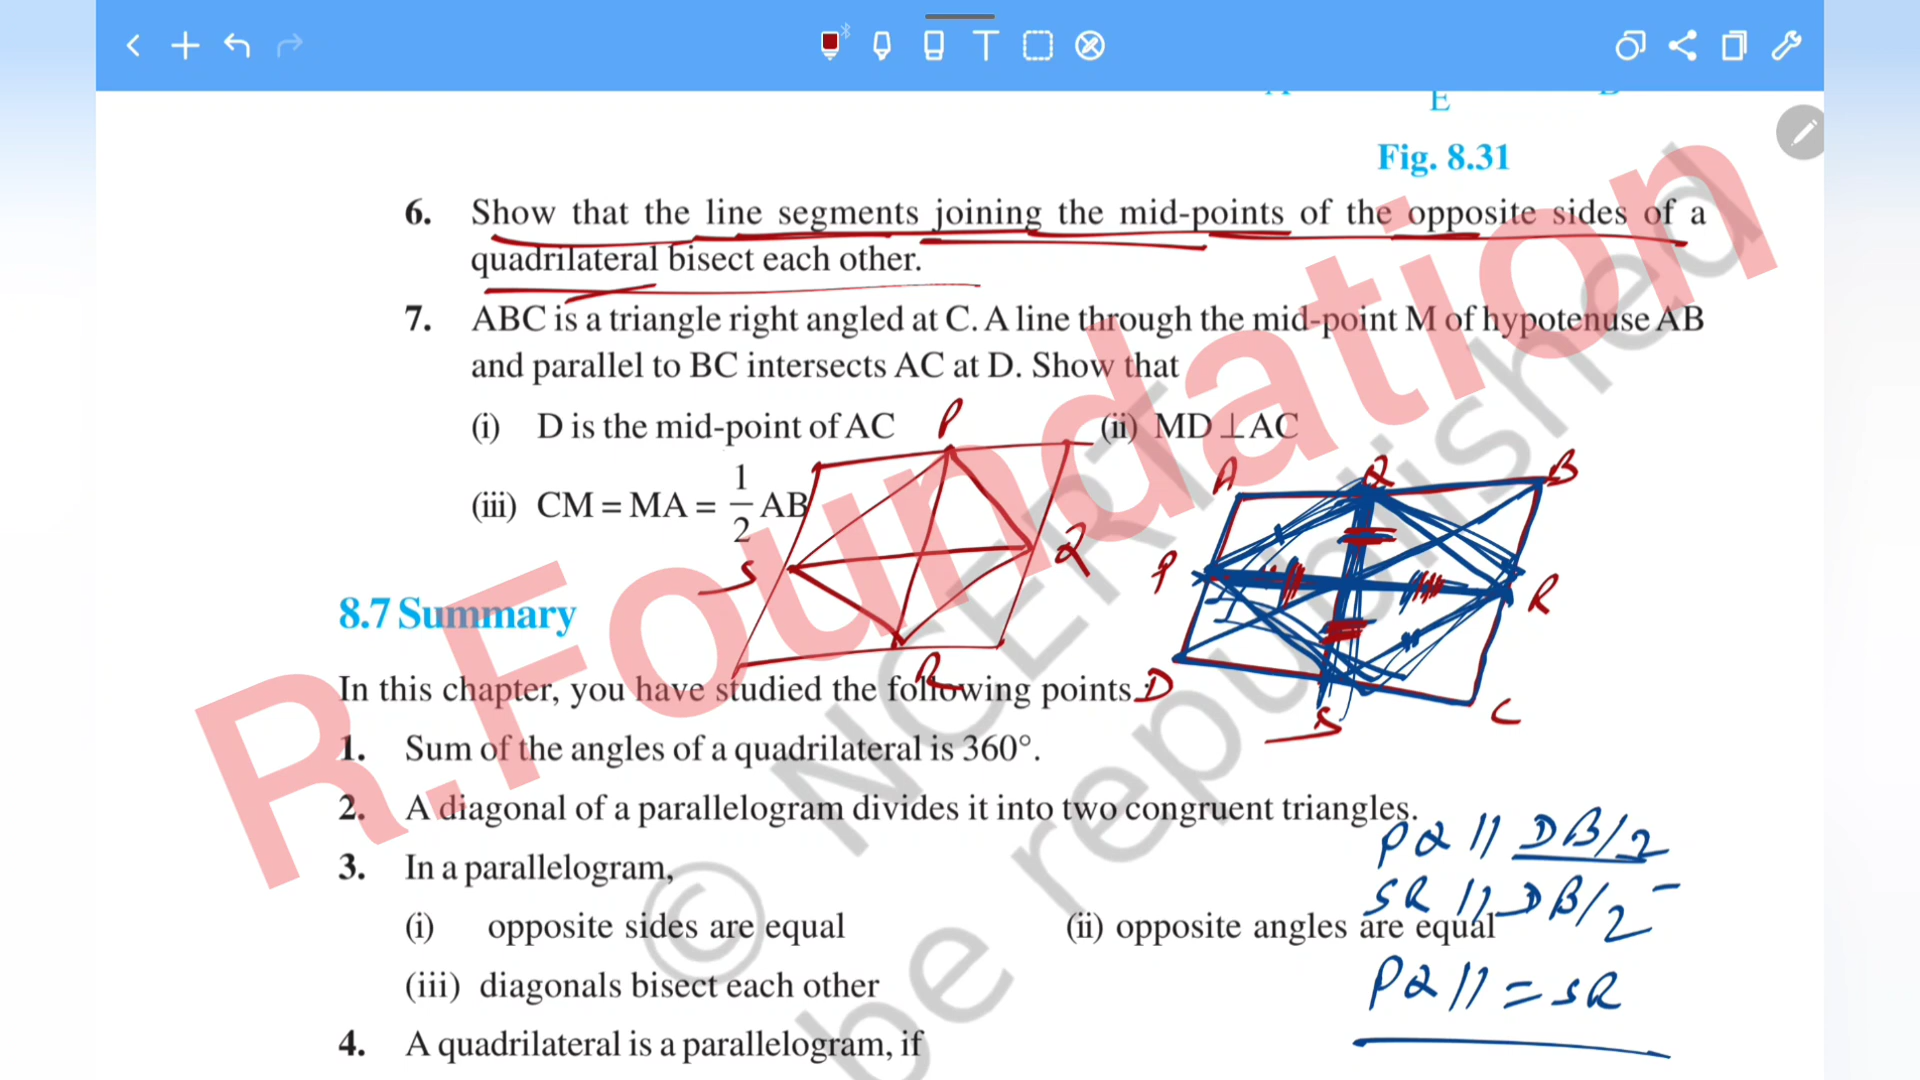 E
Fig. 8.31
6. Show that the line segments joining the mid-points of the opposite sides of a
quadrilateral bisect each other.
7. ABC is a triangle right angled at C. A line through the mid-point M of hypotenuse AB
and parallel to BC intersects AC at D. Show that
(i) D is the mid-point of AC (ii) MD ⊥ AC
(iii) CM = MA = 1/2 AB
P
Q
R
S
A Q B
P R
D S C
8.7 Summary
In this chapter, you have studied the following points.
1. Sum of the angles of a quadrilateral is 360°.
2. A diagonal of a parallelogram divides it into two congruent triangles.
PQ || DB/2
3. In a parallelogram,
SR || DB/2
(i) opposite sides are equal (ii) opposite angles are equal
PQ || = SR
(iii) diagonals bisect each other
4. A quadrilateral is a parallelogram, if
R.Foundation
© NCERT
be republished